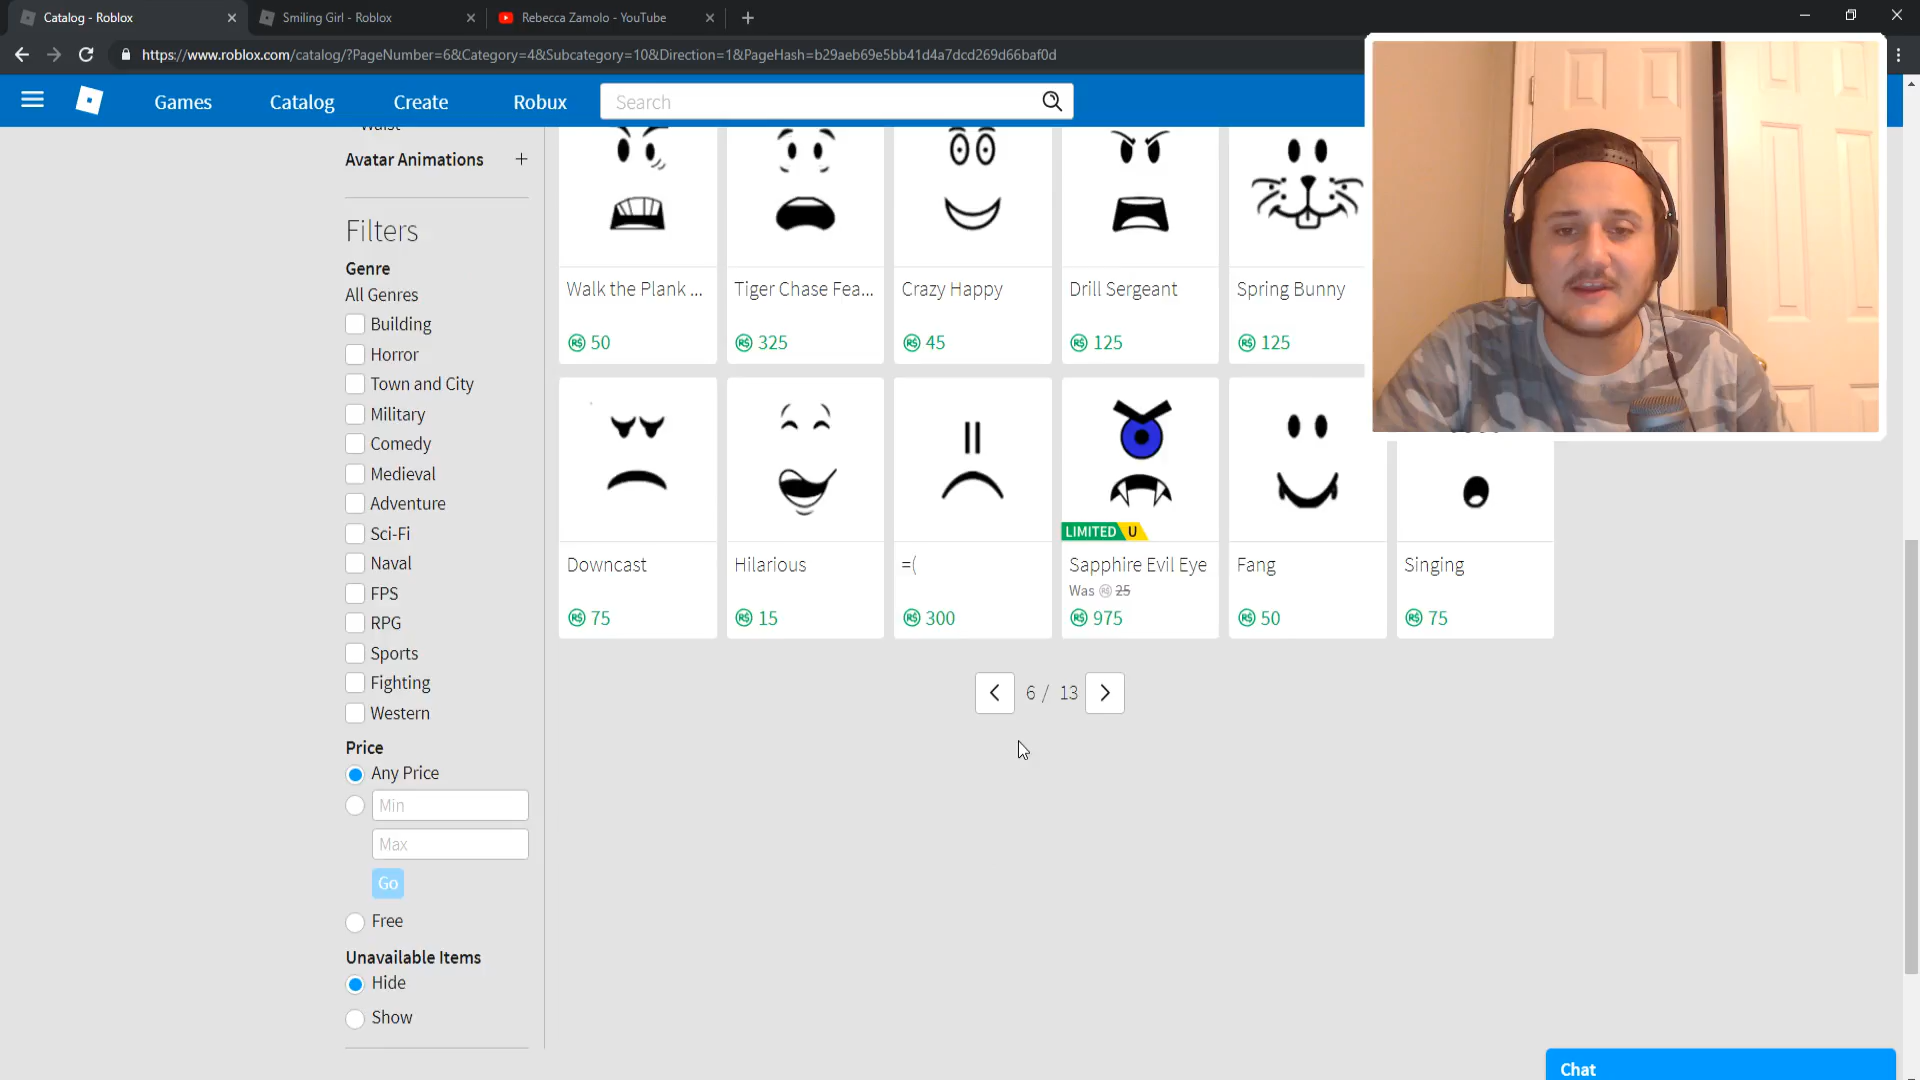 Catalog - Roblox
Smiling Girl - Roblox
Rebecca Zamolo - YouTube
https://www.roblox.com/catalog/?PageNumber=6&Category=4&Subcategory=10&Direction=1&PageHash=b29aeb69e5bb41d4a7dcd269d66baf0d
Games
Catalog
Create
Robux
Search
Waist
Avatar Animations +
Filters
Genre
All Genres
Building
Horror
Town and City
Military
Comedy
Medieval
Adventure
Sci-Fi
Naval
FPS
RPG
Sports
Fighting
Western
Price
Any Price
Min
Max
Go
Free
Unavailable Items
Hide
Show
Walk the Plank ...
R$ 50
Tiger Chase Fea...
R$ 325
Crazy Happy
R$ 45
Drill Sergeant
R$ 125
Spring Bunny
R$ 125
Downcast
R$ 75
Hilarious
R$ 15
=(
R$ 300
LIMITED U
Sapphire Evil Eye
Was R$ 25
R$ 975
Fang
R$ 50
Singing
R$ 75
6 / 13
Chat